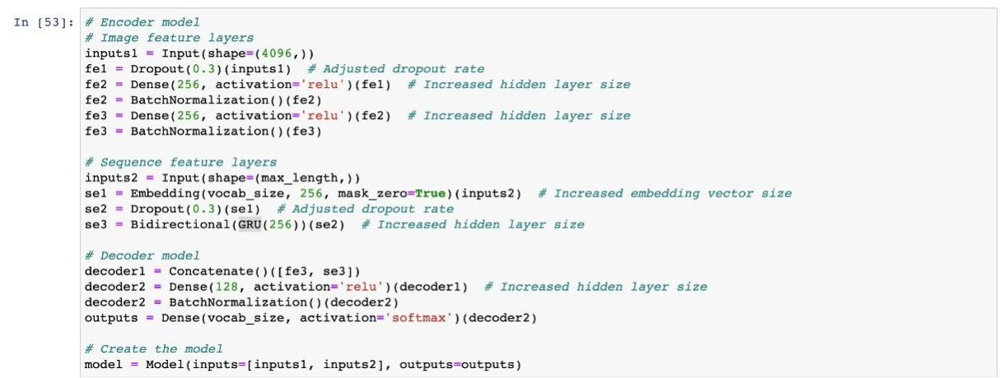 In [53]: # Encoder model
# Image feature layers
inputs1 = Input(shape=(4096,))
fe1 = Dropout(0.3)(inputs1)  # Adjusted dropout rate
fe2 = Dense(256, activation='relu')(fe1)  # Increased hidden layer size
fe2 = BatchNormalization()(fe2)
fe3 = Dense(256, activation='relu')(fe2)  # Increased hidden layer size
fe3 = BatchNormalization()(fe3)
# Sequence feature layers
inputs2 = Input(shape=(max_length,))
se1 = Embedding(vocab_size, 256, mask_zero=True)(inputs2)  # Increased embedding vector size
se2 = Dropout(0.3)(se1)  # Adjusted dropout rate
se3 = Bidirectional(GRU(256))(se2)  # Increased hidden layer size
# Decoder model
decoder1 = Concatenate()([fe3, se3])
decoder2 = Dense(128, activation='relu')(decoder1)  # Increased hidden layer size
decoder2 = BatchNormalization()(decoder2)
outputs = Dense(vocab_size, activation='softmax')(decoder2)
# Create the model
model = Model(inputs=[inputs1, inputs2], outputs=outputs)